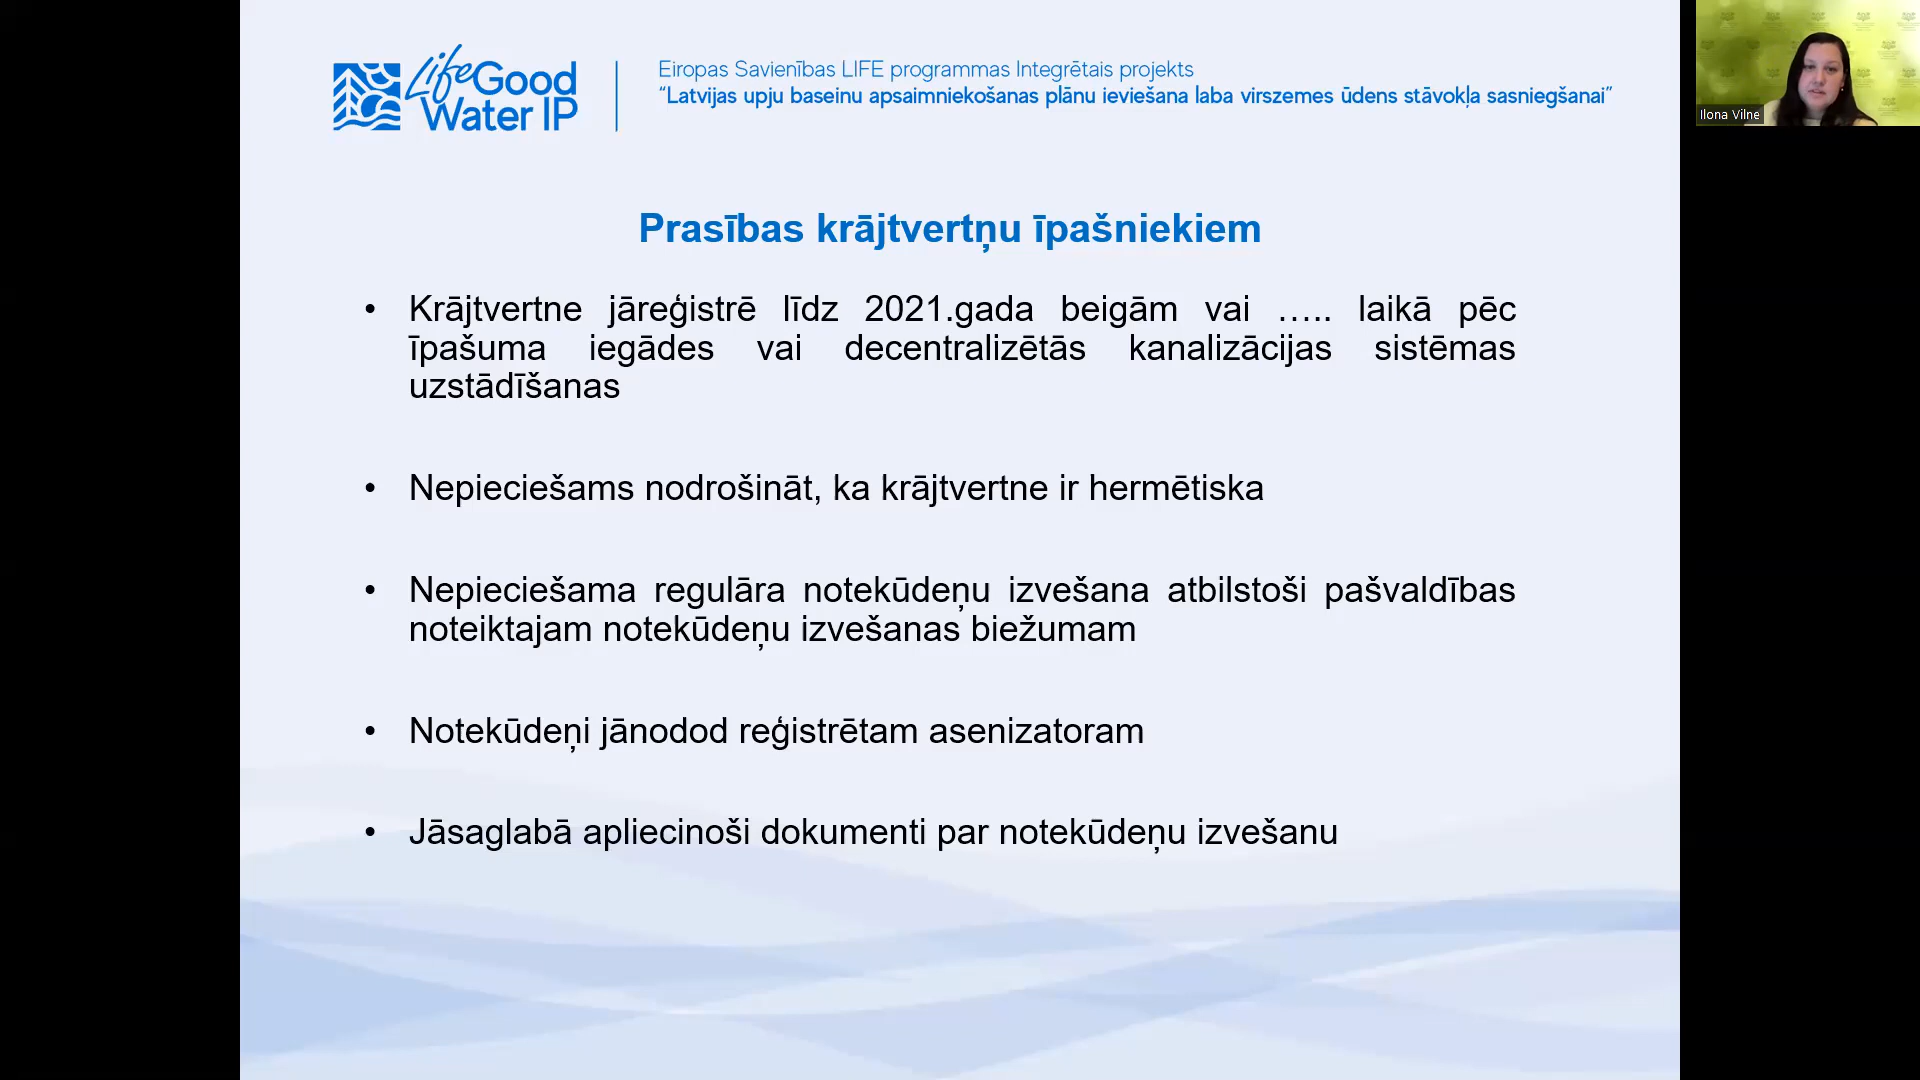 Life Good
Water IP
Eiropas Savienības LIFE programmas Integrētais projekts
“Latvijas upju baseinu apsaimniekošanas plānu ieviešana laba virszemes ūdens stāvokļa sasniegšanai”
Ilona Vilne
Prasības krājtvertņu īpašniekiem
• Krājtvertne jāreģistrē līdz 2021.gada beigām vai ….. laikā pēc
īpašuma iegādes vai decentralizētās kanalizācijas sistēmas
uzstādīšanas
• Nepieciešams nodrošināt, ka krājtvertne ir hermētiska
• Nepieciešama regulāra notekūdeņu izvešana atbilstoši pašvaldības
noteiktajam notekūdeņu izvešanas biežumam
• Notekūdeņi jānodod reģistrētam asenizatoram
• Jāsaglabā apliecinoši dokumenti par notekūdeņu izvešanu